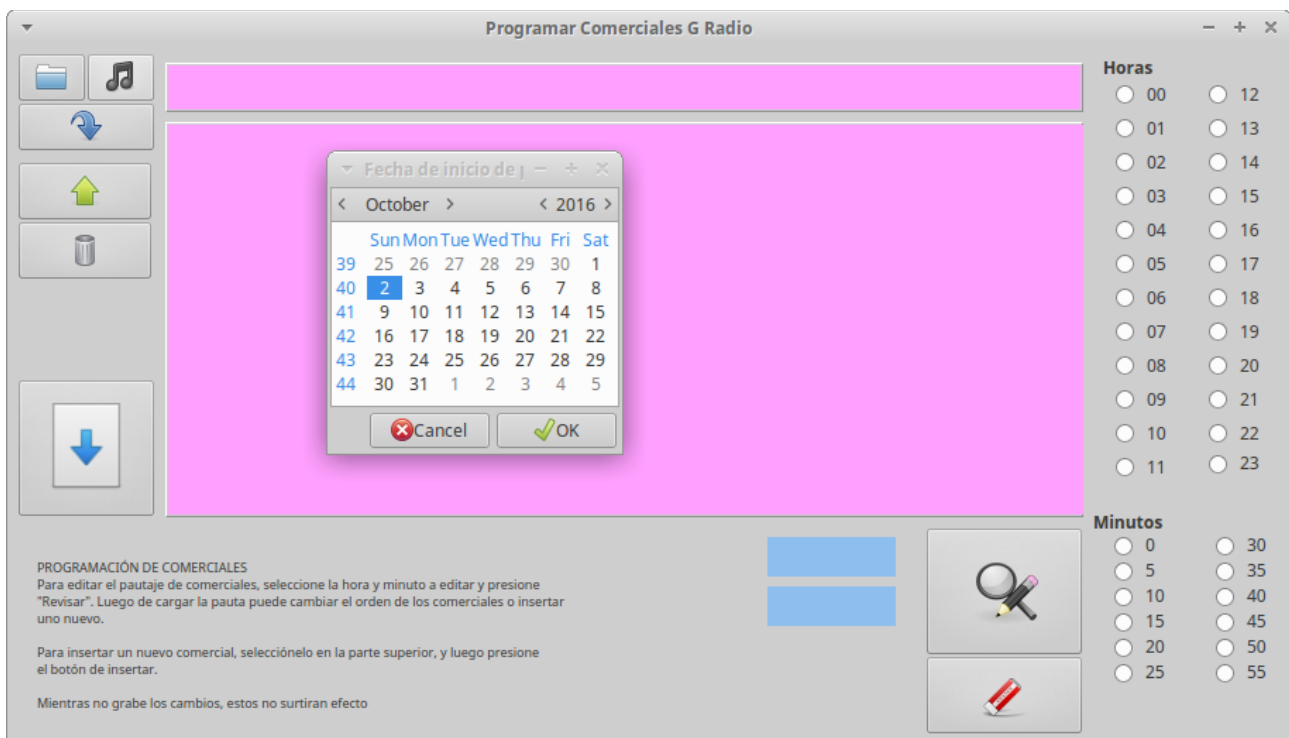 Programar Comerciales G Radio
Horas
00 12
01 13
02 14
03 15
04 16
05 17
06 18
07 19
08 20
09 21
10 22
11 23
Fecha de inicio de
October 2016
Sun Mon Tue Wed Thu Fri Sat
39 25 26 27 28 29 30 1
40 2 3 4 5 6 7 8
41 9 10 11 12 13 14 15
42 16 17 18 19 20 21 22
43 23 24 25 26 27 28 29
44 30 31 1 2 3 4 5
Cancel OK
Minutos
0 30
5 35
10 40
15 45
20 50
25 55
PROGRAMACIÓN DE COMERCIALES
Para editar el pautaje de comerciales, seleccione la hora y minuto a editar y presione
"Revisar". Luego de cargar la pauta puede cambiar el orden de los comerciales o insertar
uno nuevo.
Para insertar un nuevo comercial, selecciónelo en la parte superior, y luego presione
el botón de insertar.
Mientras no grabe los cambios, estos no surtiran efecto